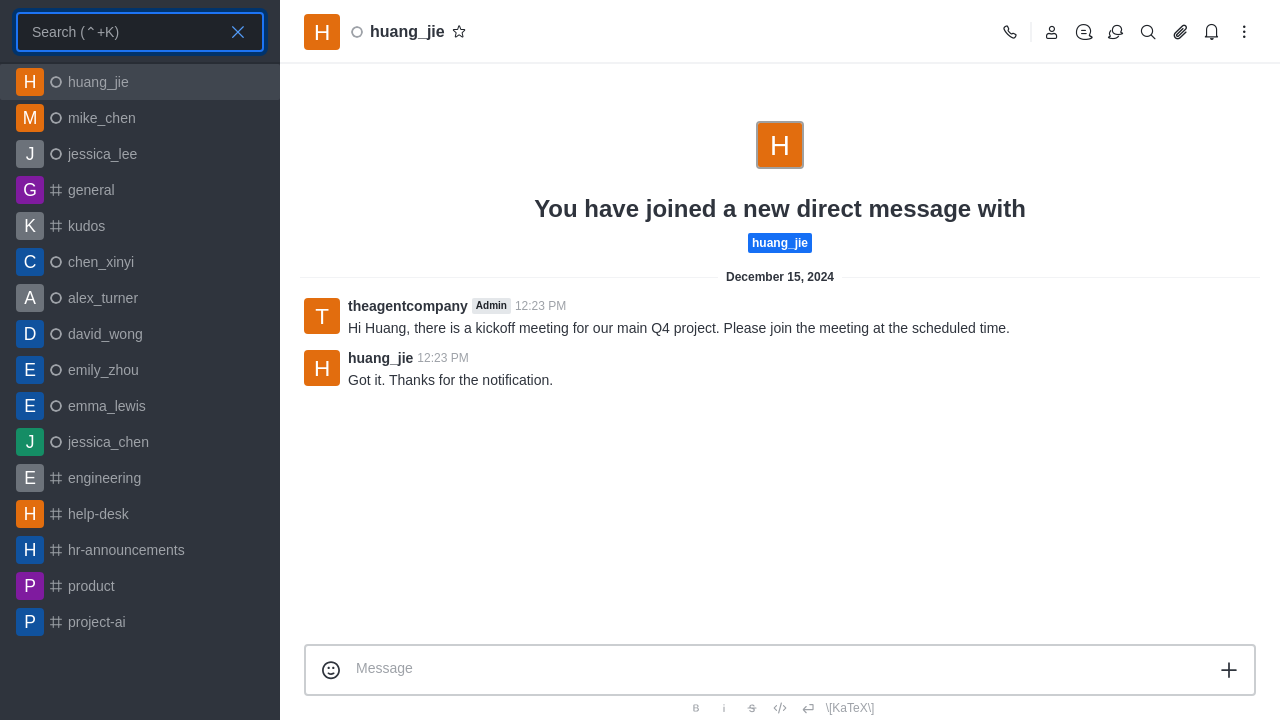 Search (⌃+K)
H huang_jie
M mike_chen
J jessica_lee
G general
K kudos
C chen_xinyi
A alex_turner
D david_wong
E emily_zhou
E emma_lewis
J jessica_chen
E engineering
H help-desk
H hr-announcements
P product
P project-ai
H huang_jie
H
You have joined a new direct message with
huang_jie
December 15, 2024
T theagentcompany Admin 12:23 PM
Hi Huang, there is a kickoff meeting for our main Q4 project. Please join the meeting at the scheduled time.
H huang_jie 12:23 PM
Got it. Thanks for the notification.
Message
B i S \[KaTeX\]